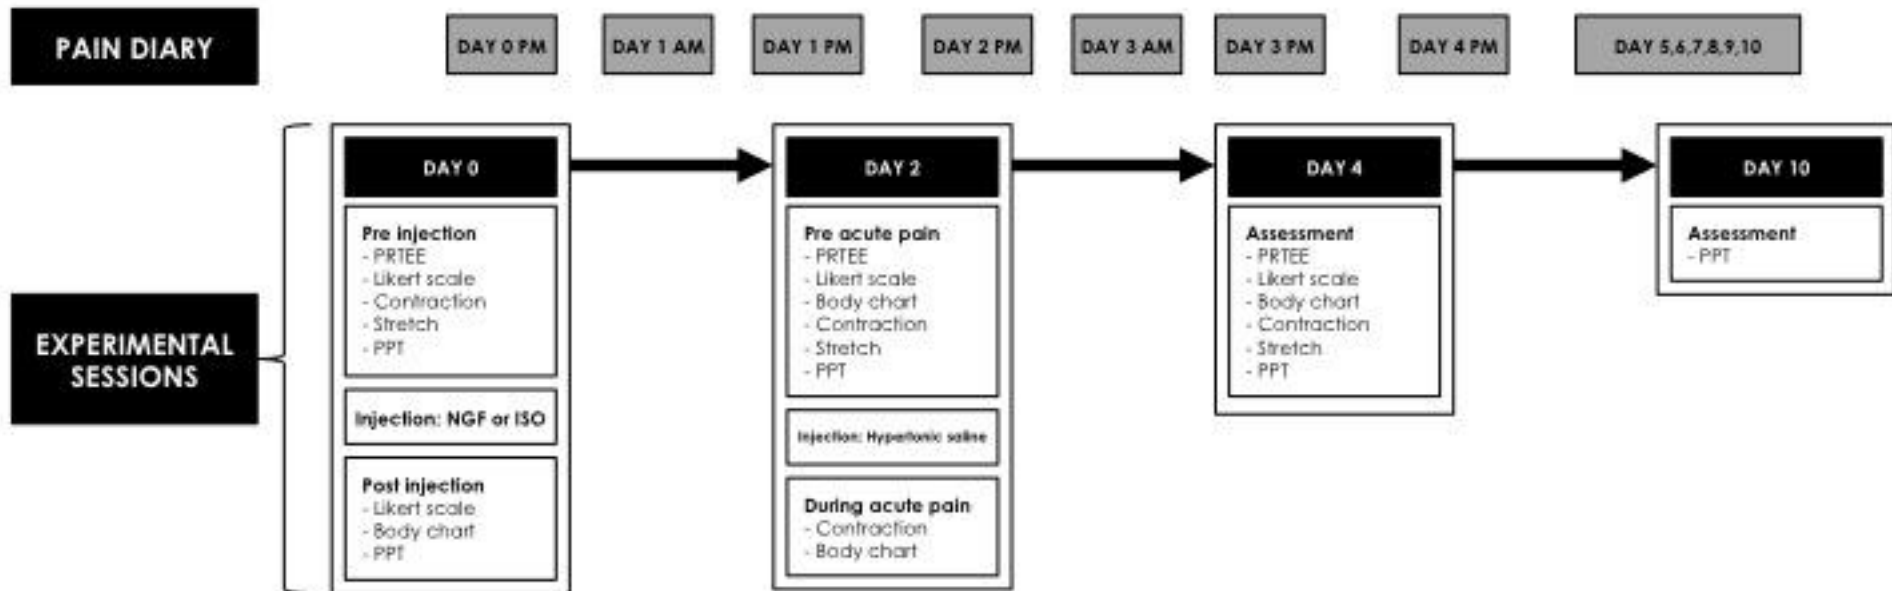 PAIN DIARY
DAY 0 PM
DAY 1 AM
DAY 1 PM
DAY 2 PM
DAY 3 AM
DAY 3 PM
DAY 4 PM
DAY 5,6,7,8,9,10
EXPERIMENTAL
SESSIONS
DAY 0
Pre injection
- PRTEE
- Likert scale
- Contraction
- Stretch
- PPT
Injection: NGF or ISO
Post injection
- Likert scale
- Body chart
- PPT
DAY 2
Pre acute pain
- PRTEE
- Likert scale
- Body chart
- Contraction
- Stretch
- PPT
Injection: Hypertonic saline
During acute pain
- Contraction
- Body chart
DAY 4
Assessment
- PRTEE
- Likert scale
- Body chart
- Contraction
- Stretch
- PPT
DAY 10
Assessment
- PPT